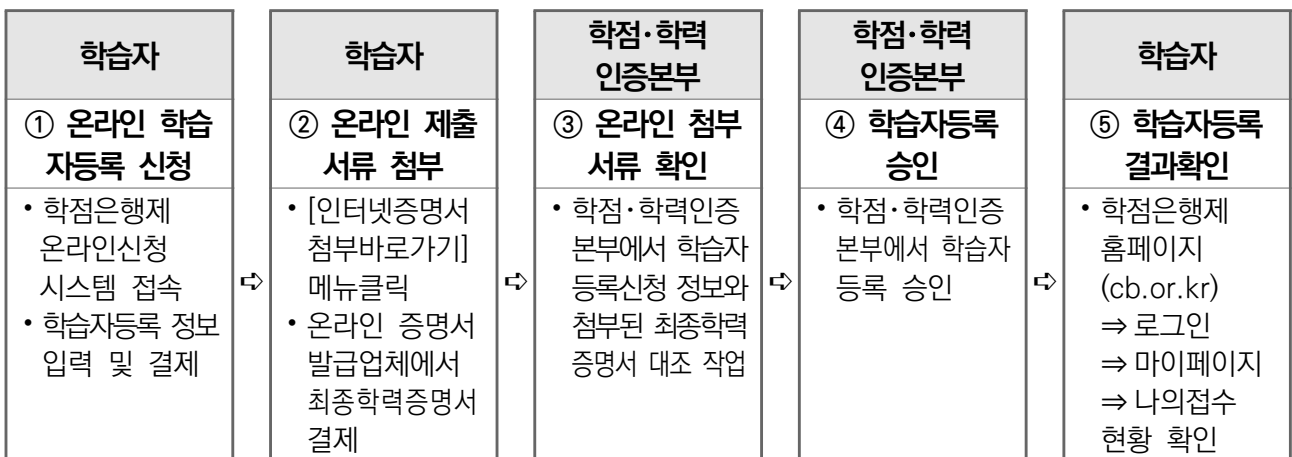 학습자
① 온라인 학습
자등록 신청
• 학점은행제
온라인신청
시스템 접속
• 학습자등록 정보
입력 및 결제
➪
학습자
② 온라인 제출
서류 첨부
• [인터넷증명서
첨부바로가기]
메뉴클릭
• 온라인 증명서
발급업체에서
최종학력증명서
결제
➪
학점·학력
인증본부
③ 온라인 첨부
서류 확인
• 학점·학력인증
본부에서 학습자
등록신청 정보와
첨부된 최종학력
증명서 대조 작업
➪
학점·학력
인증본부
④ 학습자등록
승인
• 학점·학력인증
본부에서 학습자
등록 승인
➪
학습자
⑤ 학습자등록
결과확인
• 학점은행제
홈페이지
(cb.or.kr)
⇒ 로그인
⇒ 마이페이지
⇒ 나의접수
현황 확인